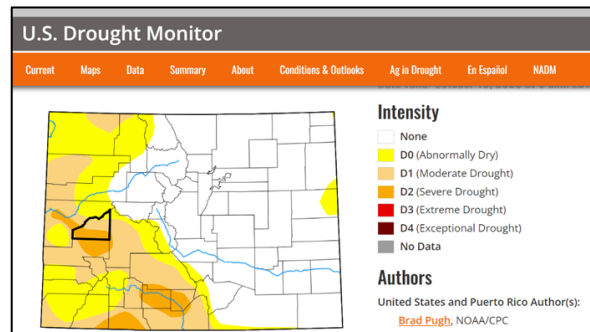 U.S. Drought Monitor
Current Maps Data Summary About Conditions & Outlooks Ag in Drought En Español NADM
Intensity
None
D0 (Abnormally Dry)
D1 (Moderate Drought)
D2 (Severe Drought)
D3 (Extreme Drought)
D4 (Exceptional Drought)
No Data
Authors
United States and Puerto Rico Author(s):
Brad Pugh, NOAA/CPC